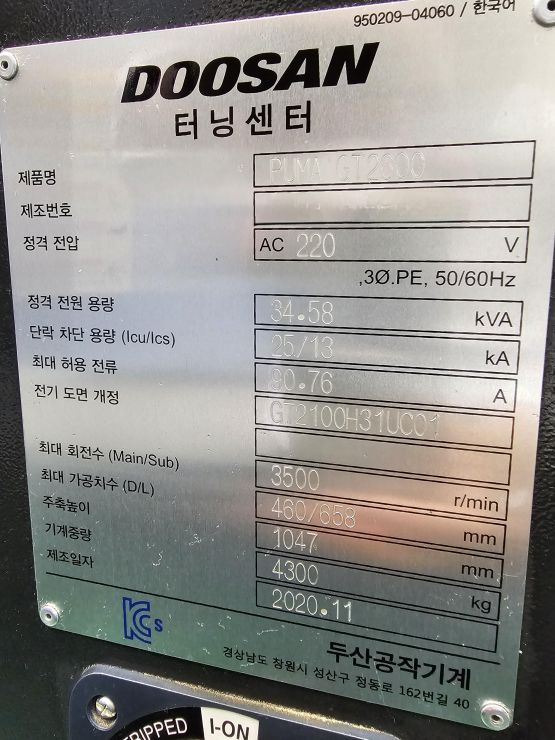 950209-04060 / 한국어
DOOSAN
터닝센터
제품명 PUMA GT2600
제조번호
정격 전압 AC 220 V
,3Ø.PE, 50/60Hz
정격 전원 용량 34.58 kVA
단락 차단 용량 (Icu/Ics) 25/13 kA
최대 허용 전류 90.76 A
전기 도면 개정 GT2100H31UC01
최대 회전수 (Main/Sub) 3500 r/min
최대 가공치수 (D/L) 460/658 mm
주축높이 1047 mm
기계중량 4300 kg
제조일자 2020.11
KCs
두산공작기계
경상남도 창원시 성산구 정동로 162번길 40
TRIPPED I-ON